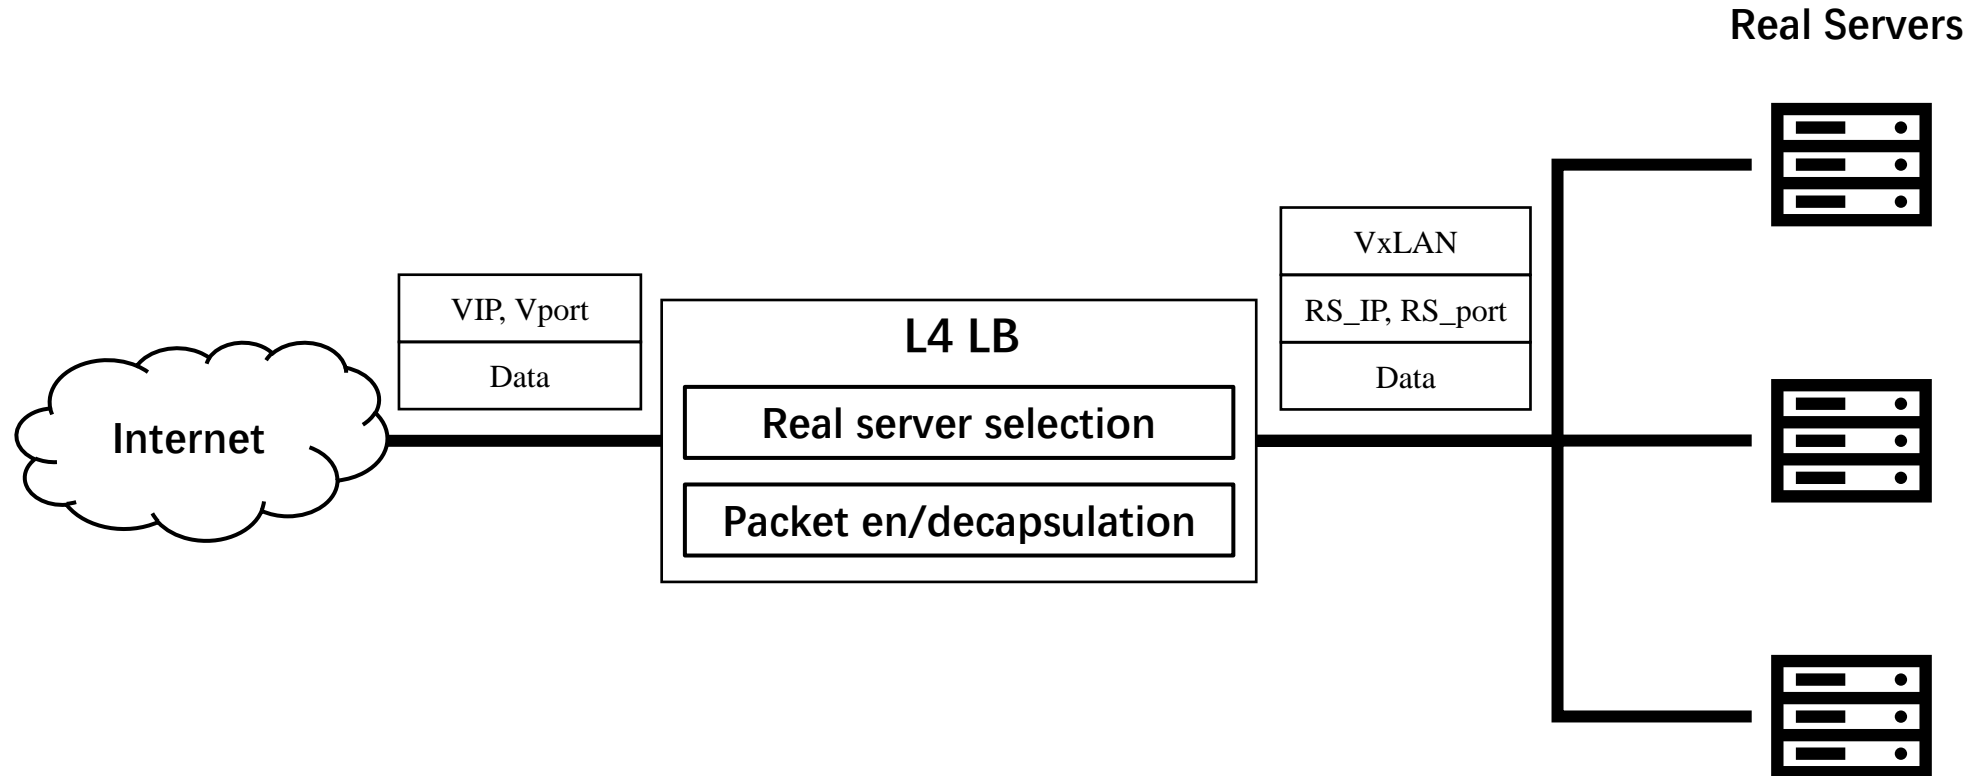 Real Servers
VxLAN
VIP, Vport
RS_IP, RS_port
L4 LB
Data
Data
Real server selection
Internet
Packet en/decapsulation